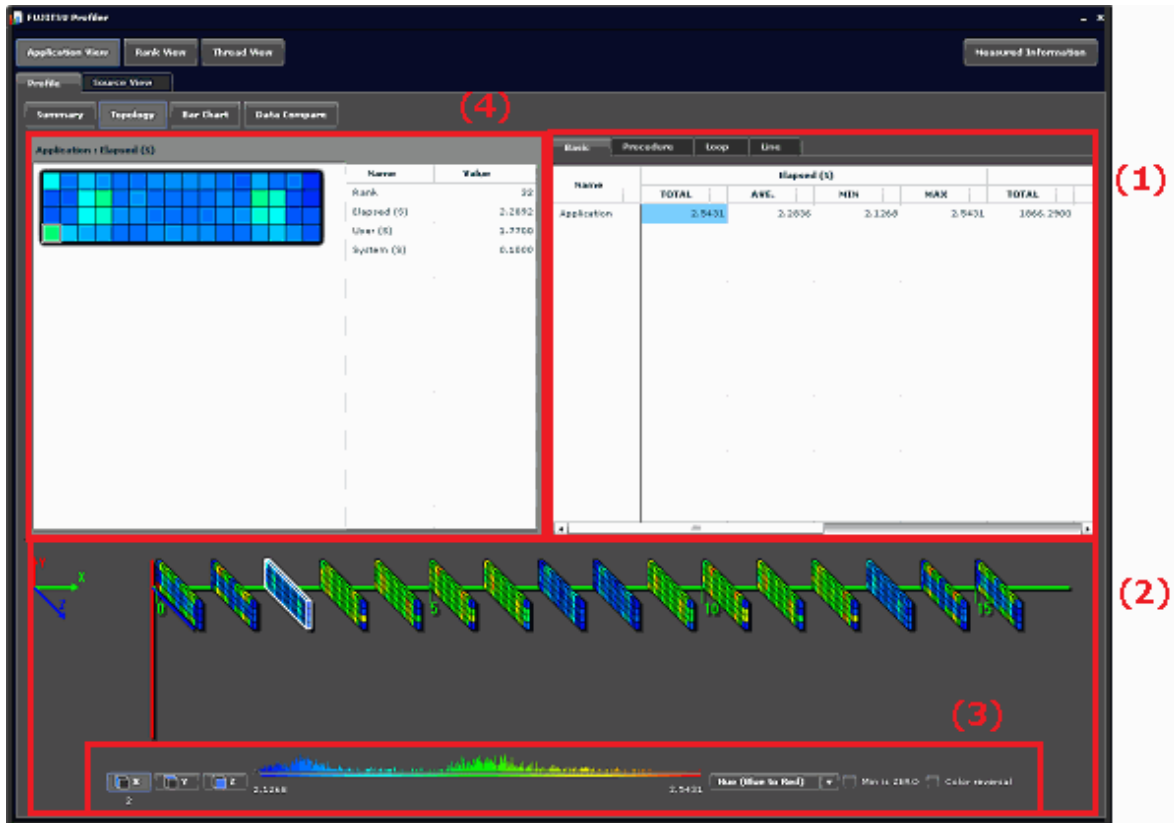 FUJITSU Profiler
Application View Rank View Thread View Measured Information
Profile Source View
Summary Topology Bar Chart Data Compare
(4)
Application : Elapsed (S)
Name Value
Rank 32
Elapsed (S) 2.2892
User (S) 1.7700
System (S) 0.1800
Basic Procedure Loop Line
Name Elapsed (S)
TOTAL AVE. MIN MAX TOTAL
Application 2.5431 2.2836 2.1268 2.5431 1866.2900
(1)
Y
X
Z
0 5 10 15
(2)
(3)
X Y Z
2
2.1268 2.5431
Hue (Blue to Red) Min is ZERO Color reversal